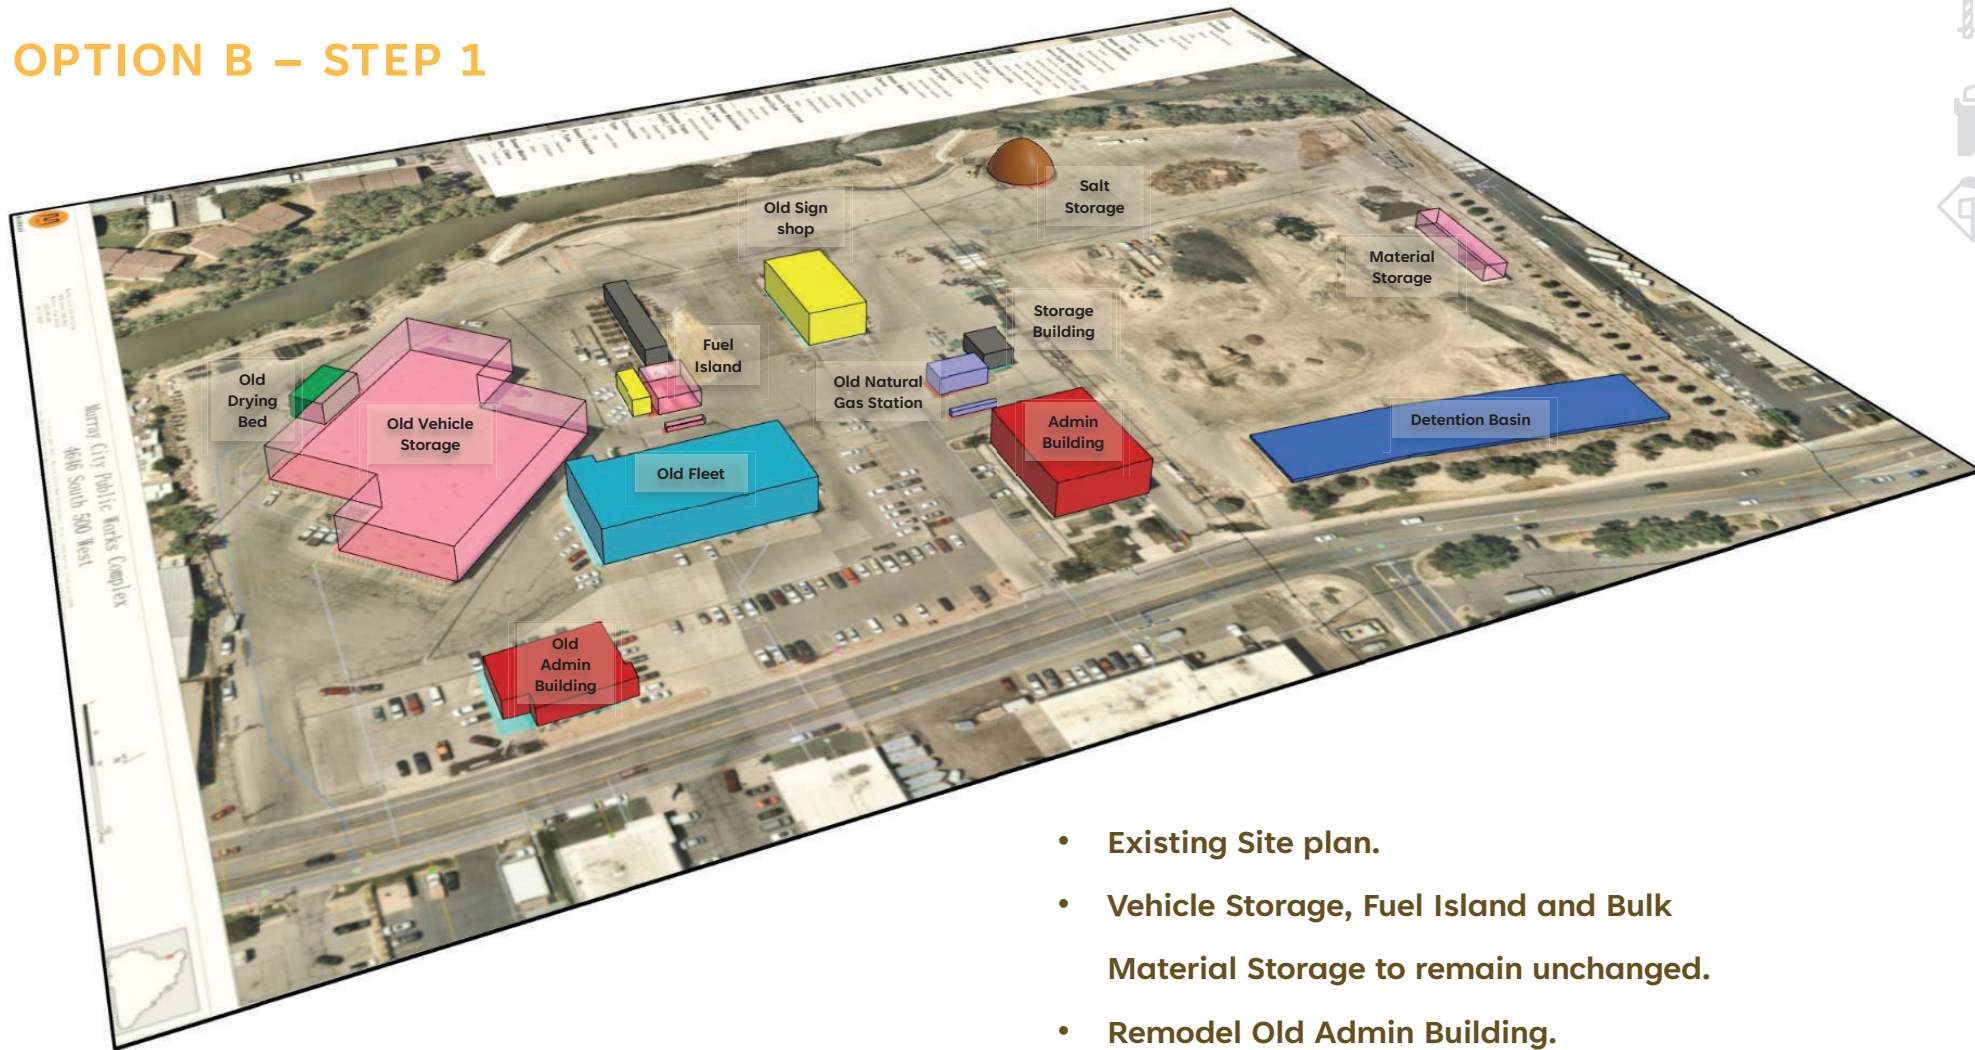 OPTION B – STEP 1
Salt
Storage
Old Sign
shop
Material
Storage
Storage
Building
Fuel
Island
Old
Drying
Bed
Old Natural
Gas Station
Old Vehicle
Storage
Admin
Building
Detention Basin
Old Fleet
Old
Admin
Building
Murray City Public Works Complex
4646 South 500 West
• Existing Site plan.
• Vehicle Storage, Fuel Island and Bulk
Material Storage to remain unchanged.
• Remodel Old Admin Building.